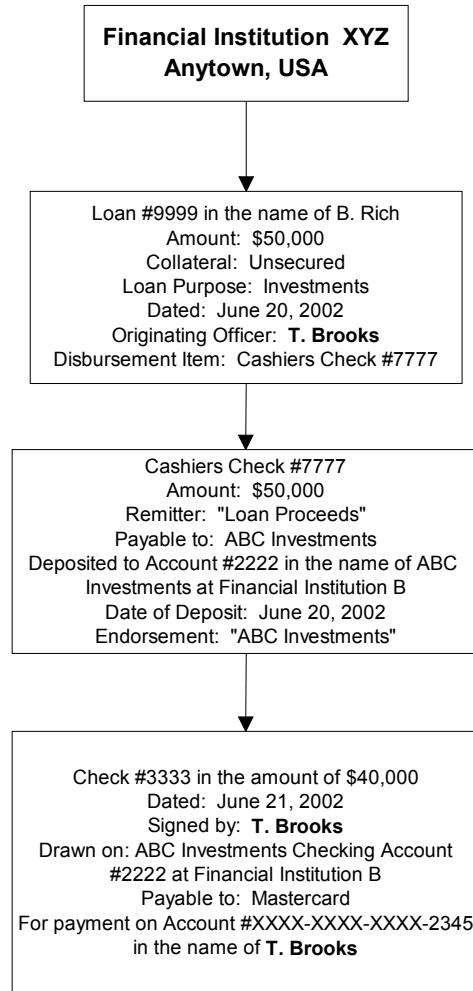 Financial Institution XYZ
Anytown, USA
Loan #9999 in the name of B. Rich
Amount: $50,000
Collateral: Unsecured
Loan Purpose: Investments
Dated: June 20, 2002
Originating Officer: T. Brooks
Disbursement Item: Cashiers Check #7777
Cashiers Check #7777
Amount: $50,000
Remitter: "Loan Proceeds"
Payable to: ABC Investments
Deposited to Account #2222 in the name of ABC
Investments at Financial Institution B
Date of Deposit: June 20, 2002
Endorsement: "ABC Investments"
Check #3333 in the amount of $40,000
Dated: June 21, 2002
Signed by: T. Brooks
Drawn on: ABC Investments Checking Account
#2222 at Financial Institution B
Payable to: Mastercard
For payment on Account #XXXX-XXXX-XXXX-2345
in the name of T. Brooks